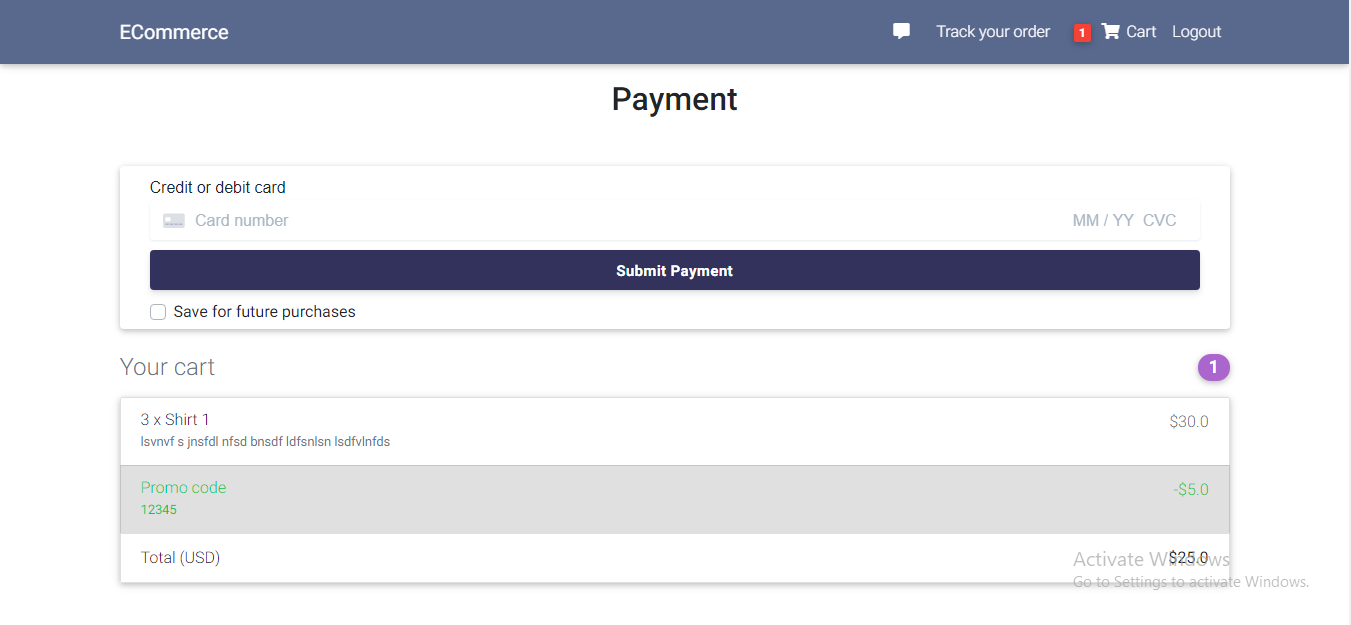 ECommerce
Track your order
1
Cart
Logout
Payment
Credit or debit card
Card number
MM / YY CVC
Submit Payment
Save for future purchases
Your cart
1
3 x Shirt 1
$30.0
lsvnvf s jnsfdl nfsd bnsdf ldfsnlsn lsdfvlnfds
Promo code
-$5.0
12345
Total (USD)
$25.0
Activate Windows
Go to Settings to activate Windows.